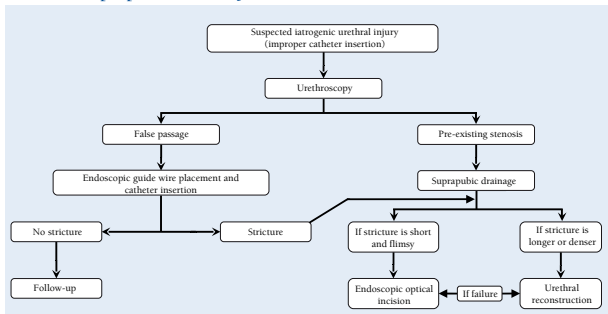 Suspected iatrogenic urethral injury
(improper catheter insertion)
Urethroscopy
False passage
Pre-existing stenosis
Endoscopic guide wire placement and
catheter insertion
Suprapubic drainage
No stricture
Stricture
If stricture is short
and flimsy
If stricture is
longer or denser
Follow-up
Endoscopic optical
incision
If failure
Urethral
reconstruction